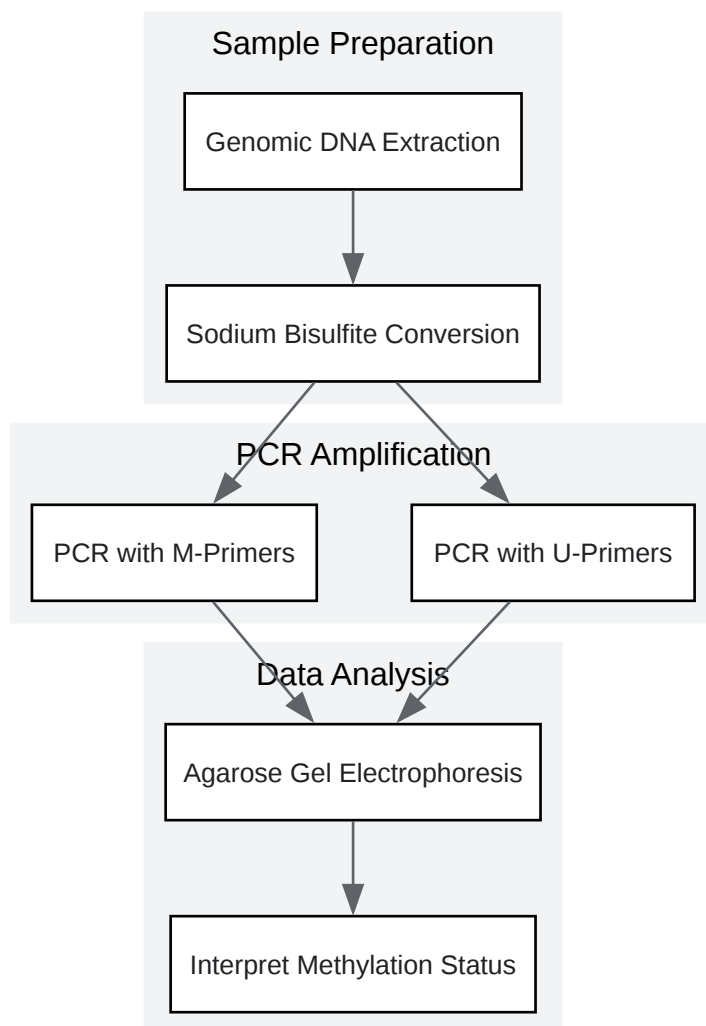 Sample Preparation
Genomic DNA Extraction
Sodium Bisulfite Conversion
PCR Amplification
PCR with M-Primers
PCR with U-Primers
Data Analysis
Agarose Gel Electrophoresis
Interpret Methylation Status